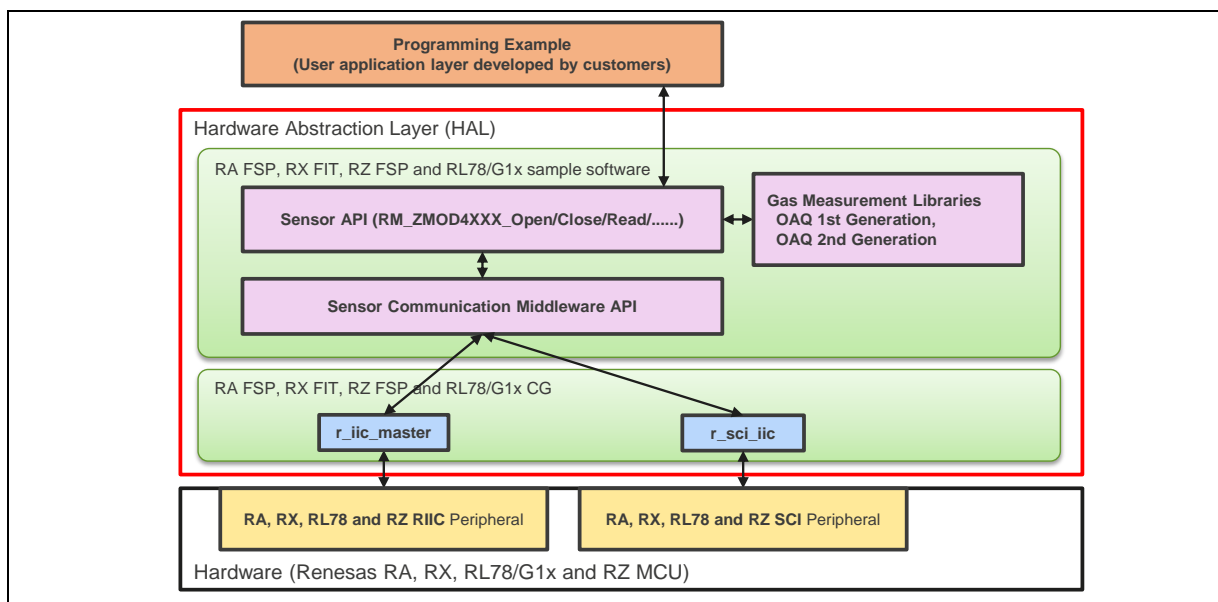 Programming Example
(User application layer developed by customers)
Hardware Abstraction Layer (HAL)
RA FSP, RX FIT, RZ FSP and RL78/G1x sample software
Sensor API (RM_ZMOD4XXX_Open/Close/Read/......)
Gas Measurement Libraries
OAQ 1st Generation,
OAQ 2nd Generation
Sensor Communication Middleware API
RA FSP, RX FIT, RZ FSP and RL78/G1x CG
r_iic_master
r_sci_iic
RA, RX, RL78 and RZ RIIC Peripheral
RA, RX, RL78 and RZ SCI Peripheral
Hardware (Renesas RA, RX, RL78/G1x and RZ MCU)